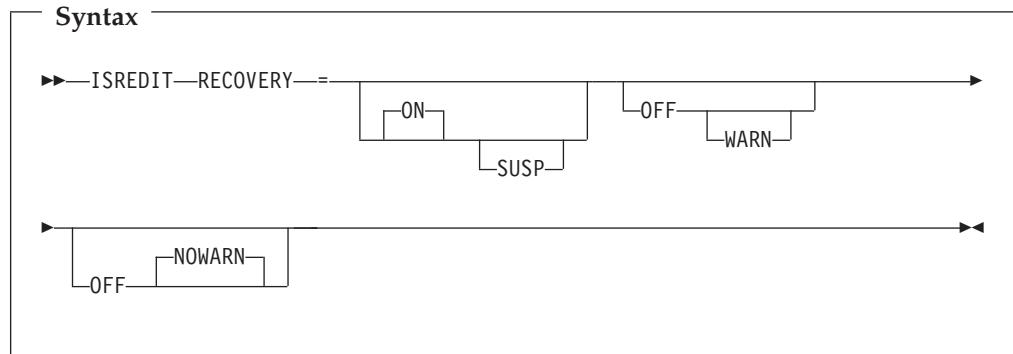 Syntax
ISREDIT RECOVERY =
ON
SUSP
OFF
WARN
OFF
NOWARN